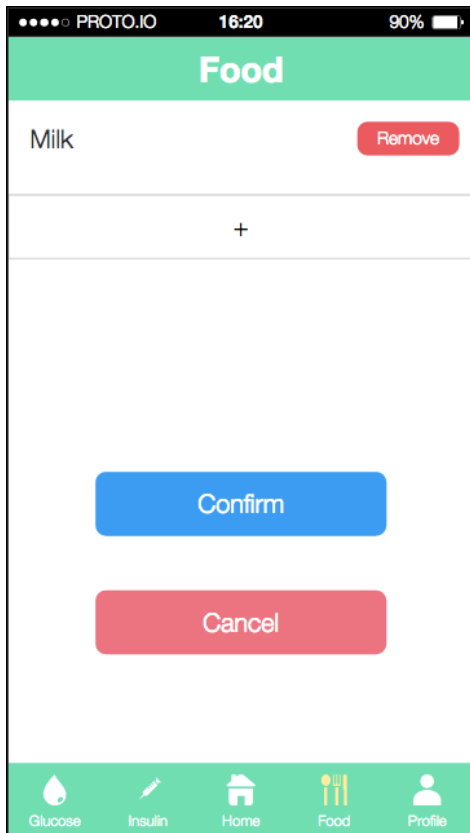 PROTO.IO 16:20 90%
Food
Milk Remove
+
Confirm
Cancel
Glucose Insulin Home Food Profile